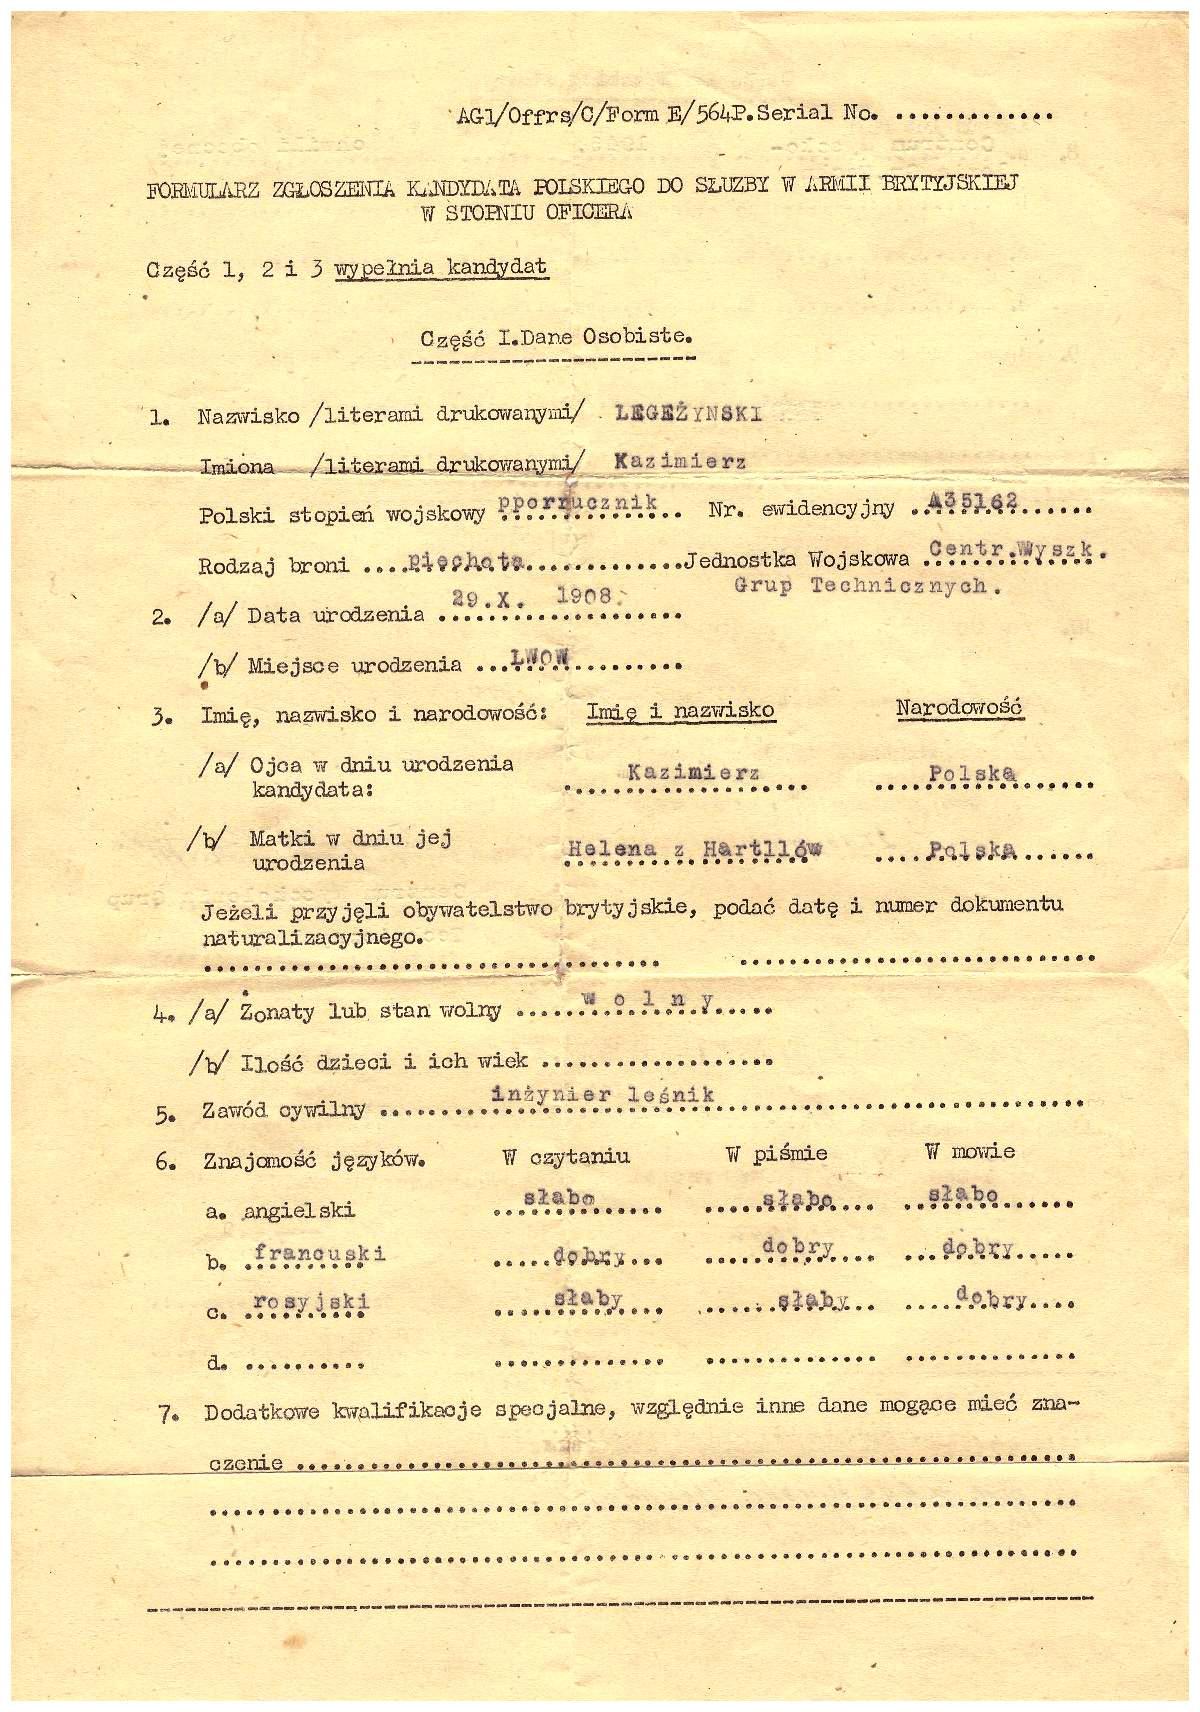 AG1/Offrs/C/Form E/564P.Serial No. .............
FORMULARZ ZGŁOSZENIA KANDYDATA POLSKIEGO DO SŁUZBY W ARMII BRYTYJSKIEJ
W STOPNIU OFICERA
Część 1, 2 i 3 wypełnia kandydat
Część I.Dane Osobiste.
1. Nazwisko /literami drukowanymi/ LEGEŻYNSKI
Imiona /literami drukowanymi/ Kazimierz
Polski stopień wojskowy pporrucznik Nr. ewidencyjny A35162
Rodzaj broni piechota Jednostka Wojskowa Centr.Wyszk.
Grup Technicznych.
2. /a/ Data urodzenia 29.X. 1908.
/b/ Miejsce urodzenia LWOW
3. Imię, nazwisko i narodowość: Imię i nazwisko Narodowość
/a/ Ojca w dniu urodzenia Kazimierz Polska
kandydata:
/b/ Matki w dniu jej Helena z Hartllów Polska
urodzenia
Jeżeli przyjęli obywatelstwo brytyjskie, podać datę i numer dokumentu
naturalizacyjnego.
4. /a/ Żonaty lub stan wolny w o l n y
/b/ Ilość dzieci i ich wiek ...................
5. Zawód cywilny inżynier leśnik
6. Znajomość języków. W czytaniu W piśmie W mowie
a. angielski słabo słabo słabo
b. francuski dobry dobry dobry
c. rosyjski słaby słaby dobry
d. ..........
7. Dodatkowe kwalifikacje specjalne, względnie inne dane mogące mieć zna-
czenie